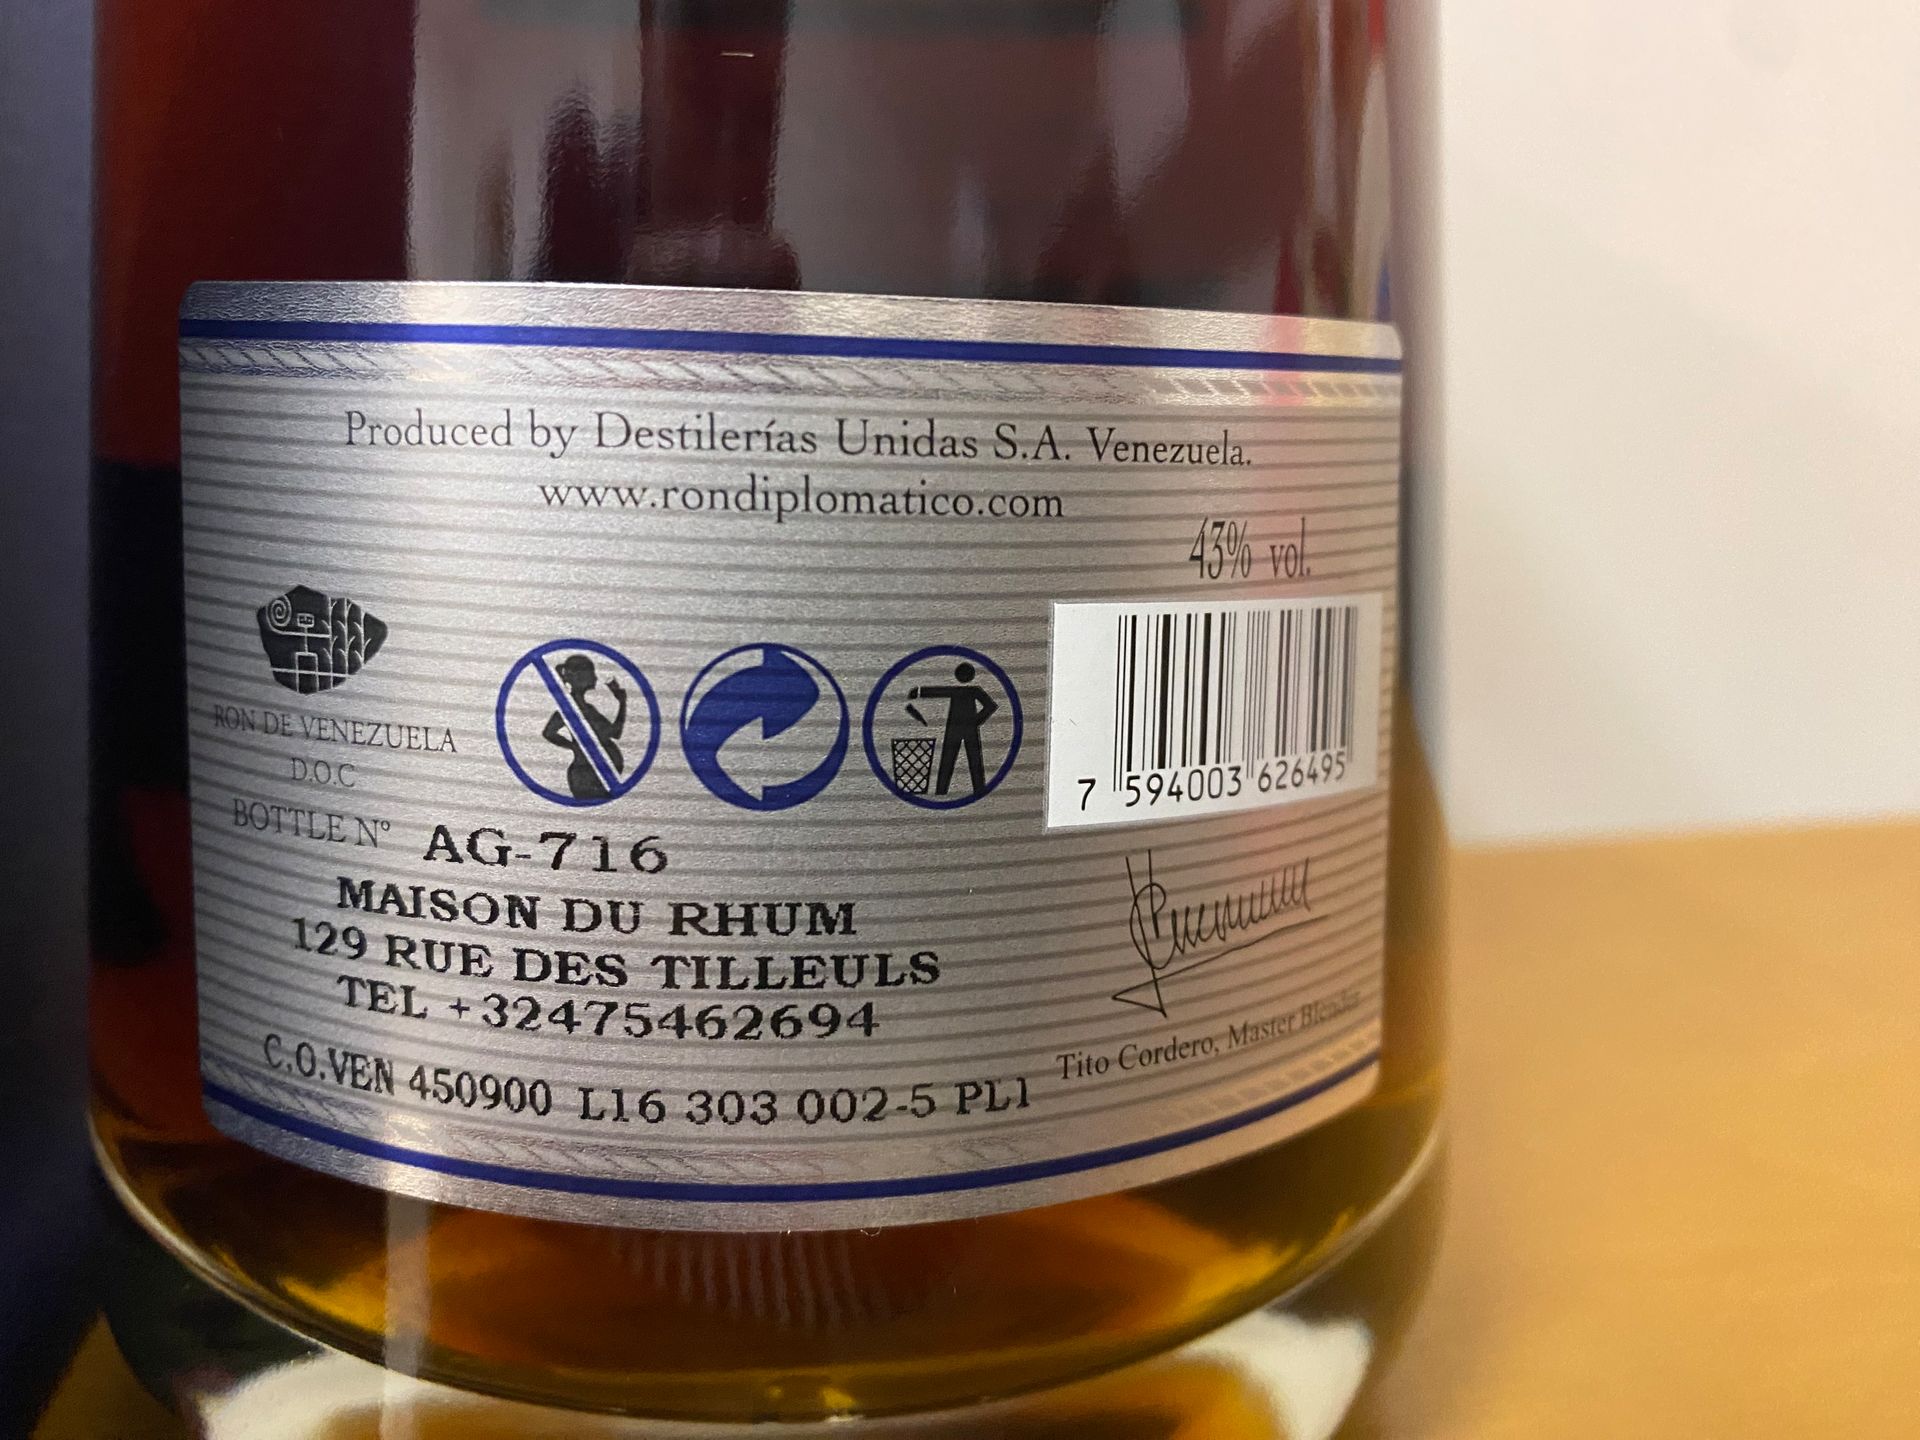 Produced by Destilerías Unidas S.A. Venezuela.
www.rondiplomatico.com
43% vol.
RON DE VENEZUELA
D.O.C
7 594003 626495
BOTTLE Nº AG-716
MAISON DU RHUM
129 RUE DES TILLEULS
TEL +32475462694
C.O.VEN 450900 L16 303 002-5 PL1
Tito Cordero, Master Blender